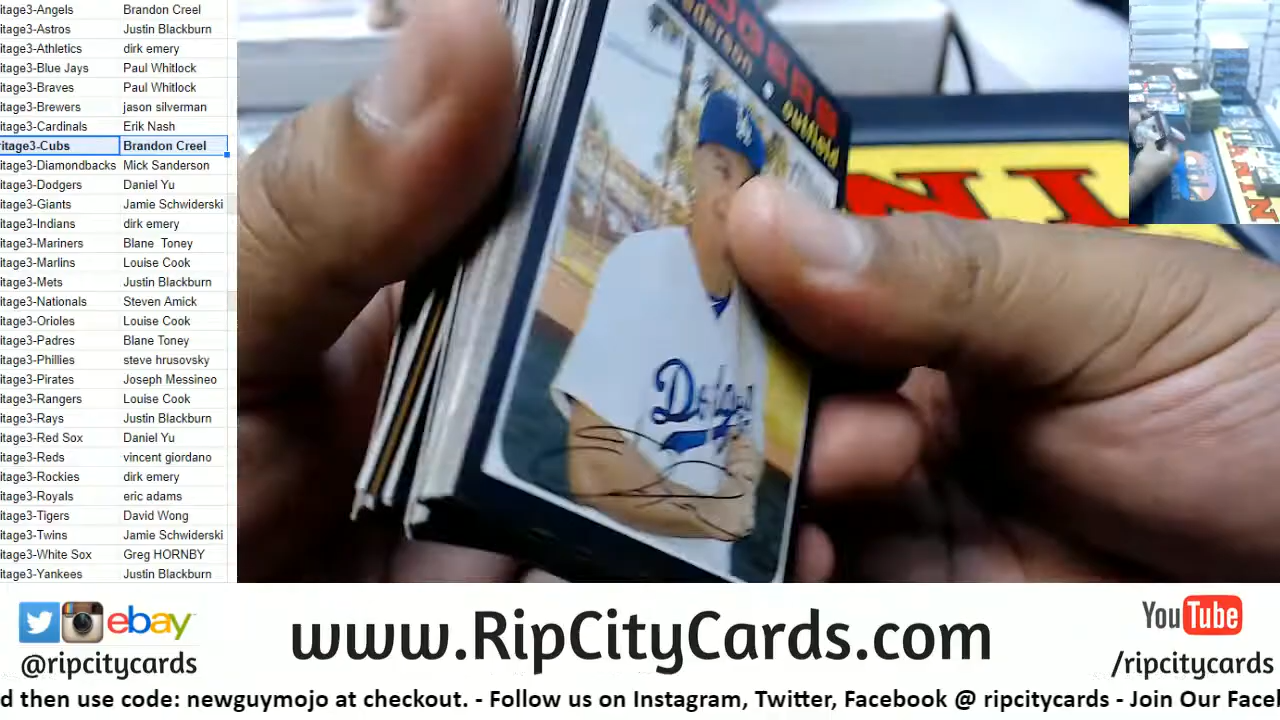 itage3-Angels Brandon Creel
itage3-Astros Justin Blackburn
itage3-Athletics dirk emery
itage3-Blue Jays Paul Whitlock
itage3-Braves Paul Whitlock
itage3-Brewers jason silverman
itage3-Cardinals Erik Nash
ritage3-Cubs Brandon Creel
itage3-Diamondbacks Mick Sanderson
itage3-Dodgers Daniel Yu
itage3-Giants Jamie Schwiderski
itage3-Indians dirk emery
itage3-Mariners Blane Toney
itage3-Marlins Louise Cook
itage3-Mets Justin Blackburn
itage3-Nationals Steven Amick
itage3-Orioles Louise Cook
itage3-Padres Blane Toney
itage3-Phillies steve hrusovsky
itage3-Pirates Joseph Messineo
itage3-Rangers Louise Cook
itage3-Rays Justin Blackburn
itage3-Red Sox Daniel Yu
itage3-Reds vincent giordano
itage3-Rockies dirk emery
itage3-Royals eric adams
itage3-Tigers David Wong
itage3-Twins Jamie Schwiderski
itage3-White Sox Greg HORNBY
itage3-Yankees Justin Blackburn
DGERS
ederson • outfield
LA
Dodgers
NINI
ebay
@ripcitycards
www.RipCityCards.com
YouTube
/ripcitycards
d then use code: newguymojo at checkout. - Follow us on Instagram, Twitter, Facebook @ ripcitycards - Join Our Facel